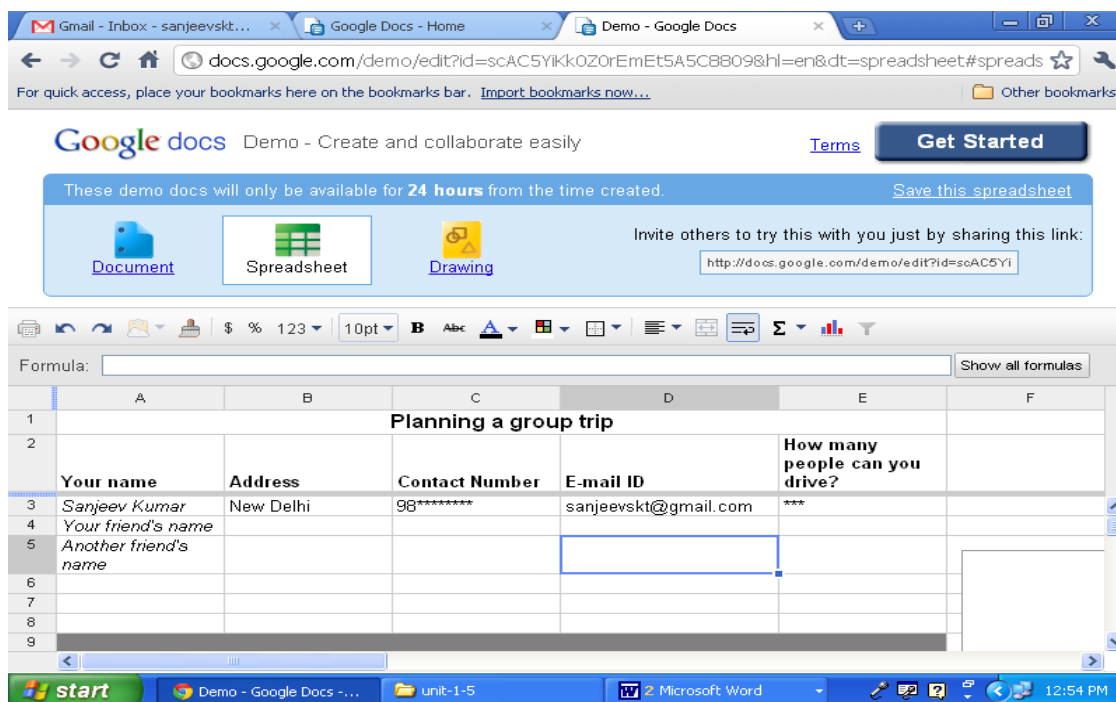 Gmail - Inbox - sanjeevskt... Google Docs - Home Demo - Google Docs
docs.google.com/demo/edit?id=scAC5YiKk0Z0rEmEt5A5CBB09&hl=en&dt=spreadsheet#spreads
For quick access, place your bookmarks here on the bookmarks bar. Import bookmarks now... Other bookmarks
Google docs Demo - Create and collaborate easily Terms Get Started
These demo docs will only be available for 24 hours from the time created. Save this spreadsheet
Invite others to try this with you just by sharing this link:
Document Spreadsheet Drawing http://docs.google.com/demo/edit?id=scAC5Yi
$ % 123 10pt B Abc A Σ
Formula: Show all formulas
A B C D E F
1 Planning a group trip
2 Your name Address Contact Number E-mail ID How many
people can you
drive?
3 Sanjeev Kumar New Delhi 98******** sanjeevskt@gmail.com ***
4 Your friend's name
5 Another friend's
name
6
7
8
9
start Demo - Google Docs -... unit-1-5 2 Microsoft Word 12:54 PM